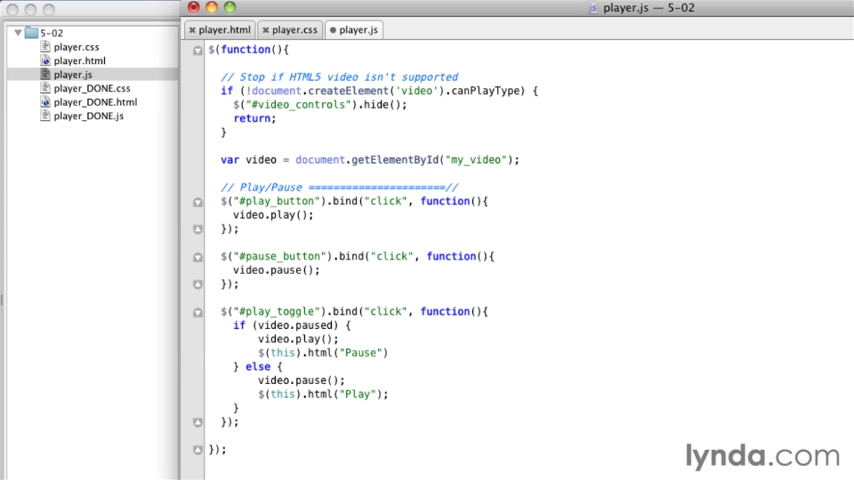 player.js — 5-02
5-02
player.css
player.html
player.js
player_DONE.css
player_DONE.html
player_DONE.js
player.html
player.css
player.js
$(function(){
// Stop if HTML5 video isn't supported
if (!document.createElement('video').canPlayType) {
$("#video_controls").hide();
return;
}
var video = document.getElementById("my_video");
// Play/Pause ======================//
$("#play_button").bind("click", function(){
video.play();
});
$("#pause_button").bind("click", function(){
video.pause();
});
$("#play_toggle").bind("click", function(){
if (video.paused) {
video.play();
$(this).html("Pause")
} else {
video.pause();
$(this).html("Play");
}
});
});
lynda.com